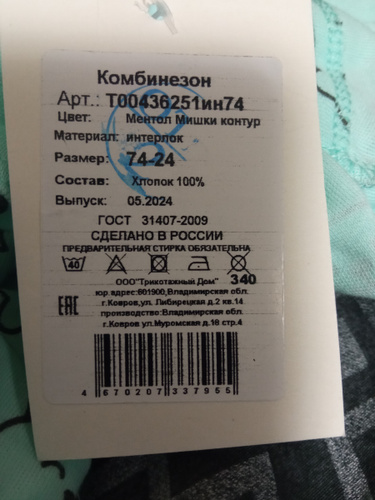 Комбинезон
Арт.: Т00436251ин74
Цвет: Ментол Мишки контур
Материал: интерлок
Размер: 74-24
Состав: Хлопок 100%
Выпуск: 05.2024
ГОСТ 31407-2009
СДЕЛАНО В РОССИИ
ПРЕДВАРИТЕЛЬНАЯ СТИРКА ОБЯЗАТЕЛЬНА
40
ООО"Трикотажный Дом" 340
юр.адрес:601900,Владимирская обл.
г.Ковров,ул. Либерецкая д.2 кв.14
производство:Владимирская обл.
г.Ковров ул.Муромская д.16 стр.4
ЕАС
4 670207 337955